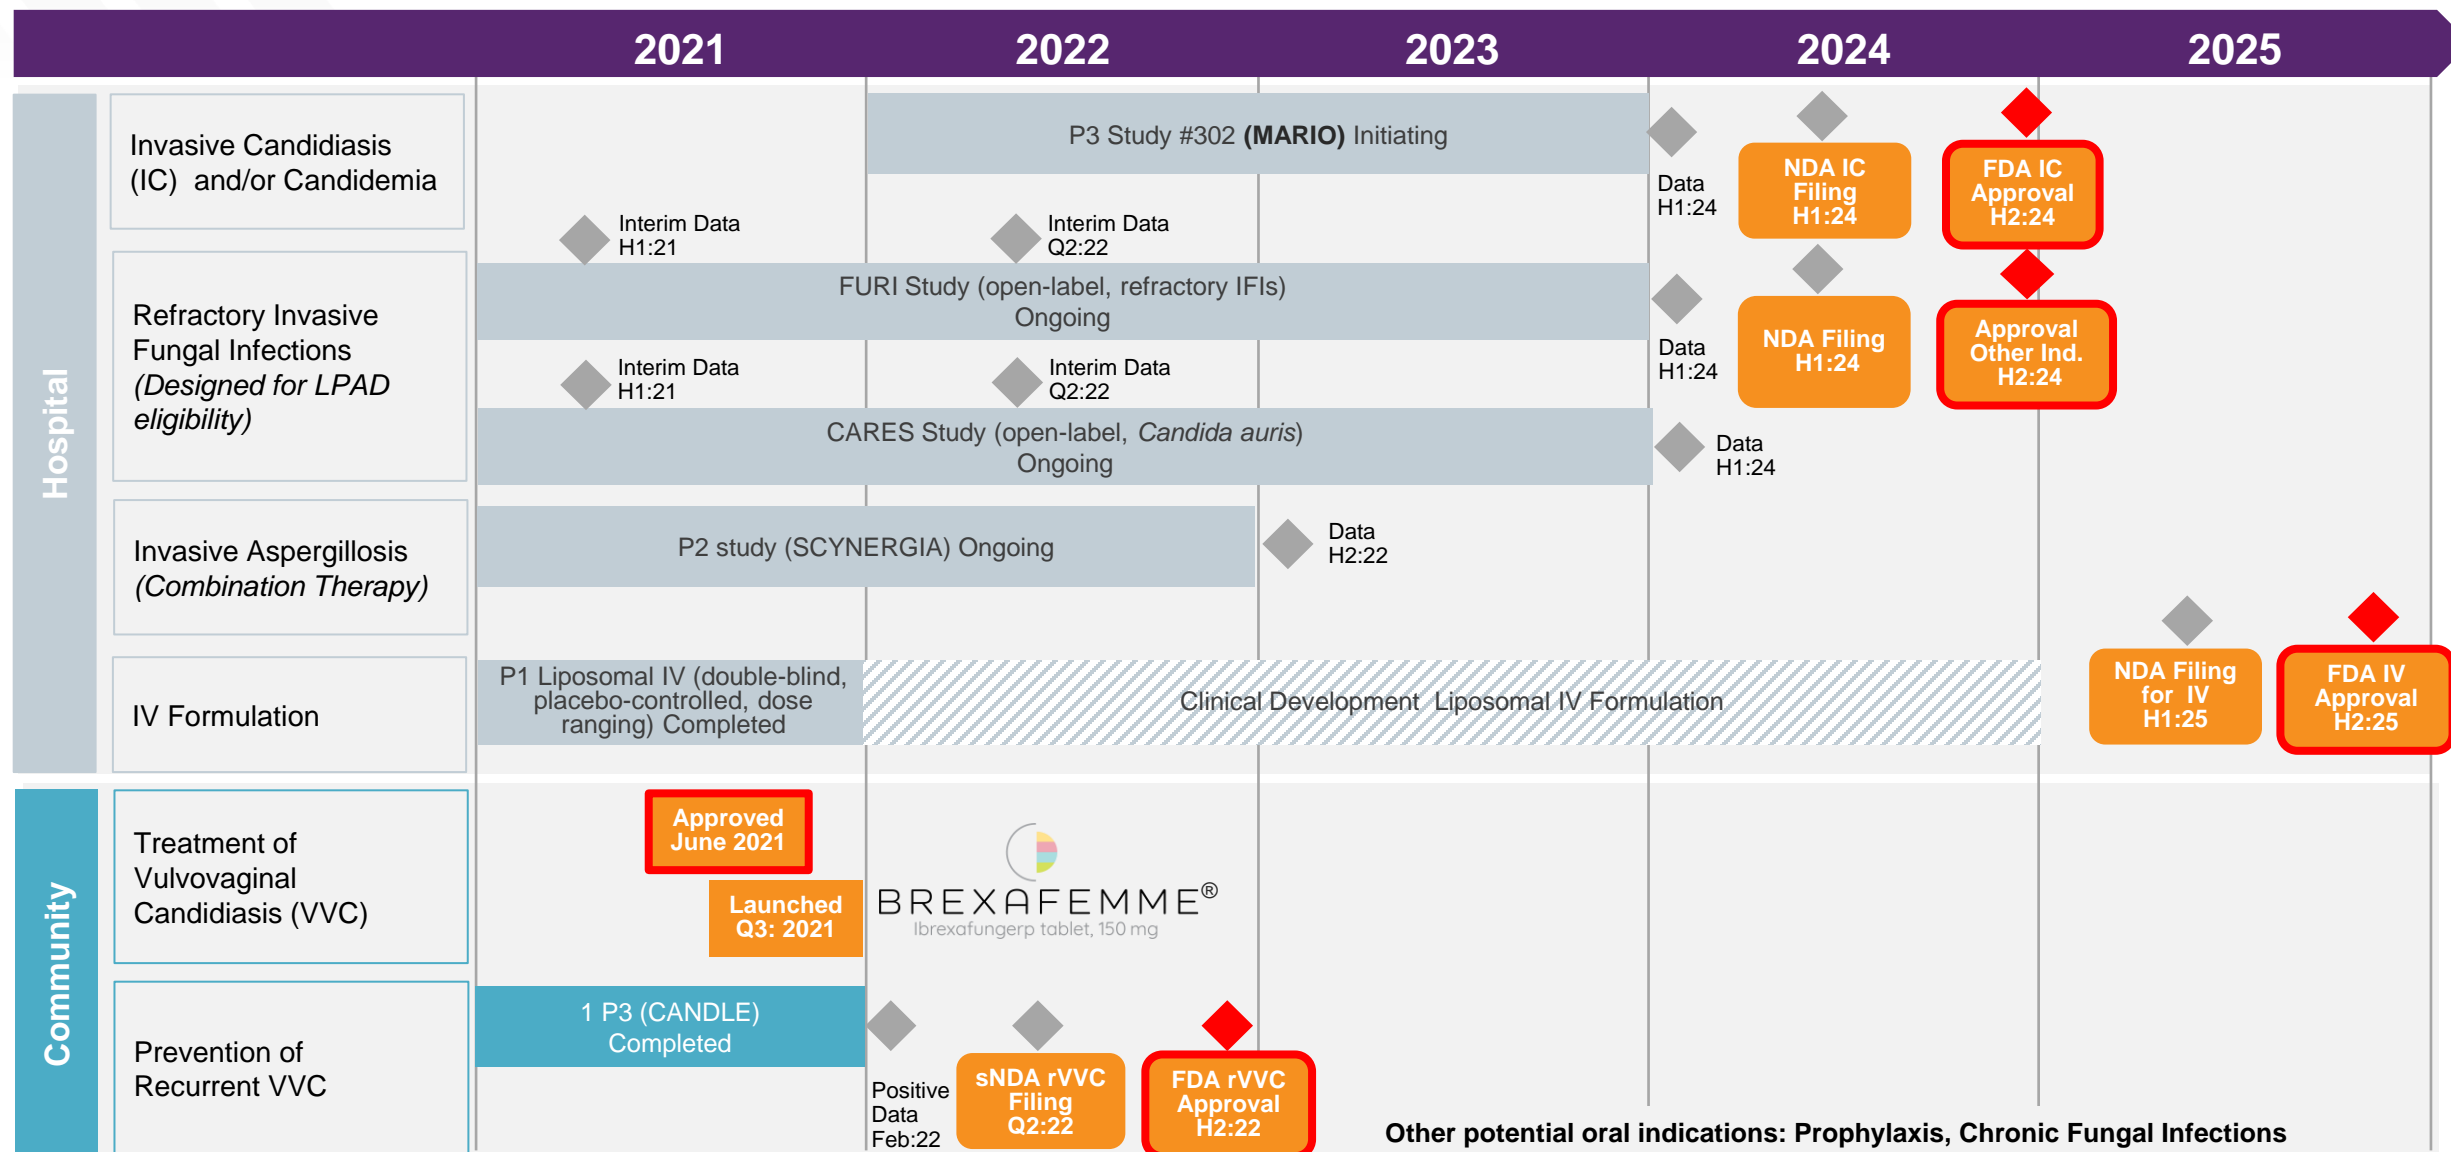 2021
2022
2023
2024
2025
Hospital
Invasive Candidiasis
(IC) and/or Candidemia
P3 Study #302 (MARIO) Initiating
Data
H1:24
NDA IC
Filing
H1:24
FDA IC
Approval
H2:24
Refractory Invasive
Fungal Infections
(Designed for LPAD
eligibility)
Interim Data
H1:21
Interim Data
Q2:22
FURI Study (open-label, refractory IFIs)
Ongoing
Data
H1:24
NDA Filing
H1:24
Approval
Other Ind.
H2:24
Interim Data
H1:21
Interim Data
Q2:22
CARES Study (open-label, Candida auris)
Ongoing
Data
H1:24
Invasive Aspergillosis
(Combination Therapy)
P2 study (SCYNERGIA) Ongoing
Data
H2:22
IV Formulation
P1 Liposomal IV (double-blind,
placebo-controlled, dose
ranging) Completed
Clinical Development Liposomal IV Formulation
NDA Filing
for IV
H1:25
FDA IV
Approval
H2:25
Community
Treatment of
Vulvovaginal
Candidiasis (VVC)
Approved
June 2021
Launched
Q3: 2021
BREXAFEMME®
Ibrexafungerp tablet, 150 mg
Prevention of
Recurrent VVC
1 P3 (CANDLE)
Completed
Positive
Data
Feb:22
sNDA rVVC
Filing
Q2:22
FDA rVVC
Approval
H2:22
Other potential oral indications: Prophylaxis, Chronic Fungal Infections